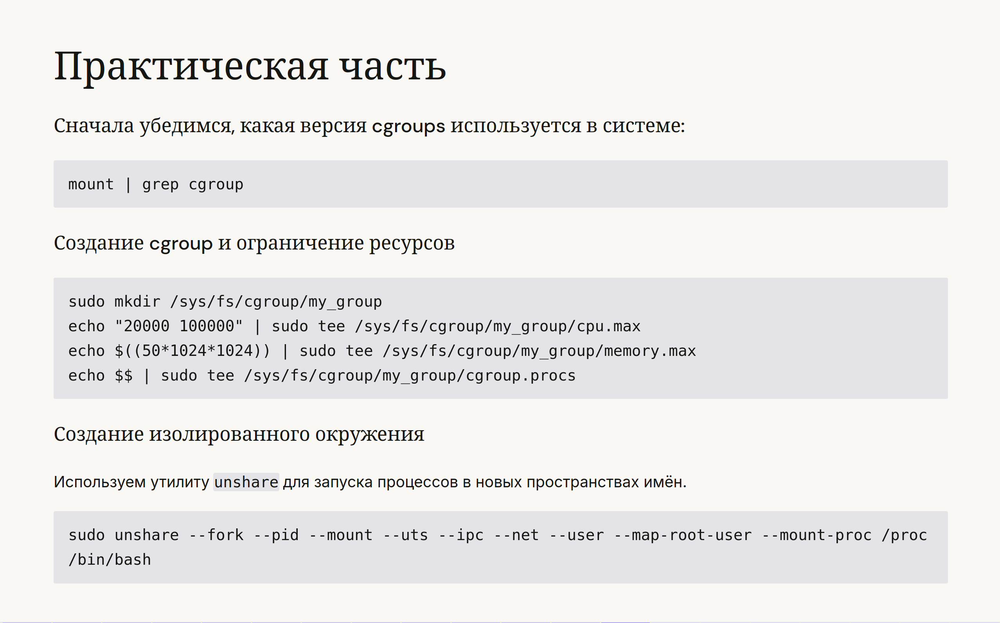 Практическая часть
Сначала убедимся, какая версия cgroups используется в системе:
mount | grep cgroup
Создание cgroup и ограничение ресурсов
sudo mkdir /sys/fs/cgroup/my_group
echo "20000 100000" | sudo tee /sys/fs/cgroup/my_group/cpu.max
echo $((50*1024*1024)) | sudo tee /sys/fs/cgroup/my_group/memory.max
echo $$ | sudo tee /sys/fs/cgroup/my_group/cgroup.procs
Создание изолированного окружения
Используем утилиту unshare для запуска процессов в новых пространствах имён.
sudo unshare --fork --pid --mount --uts --ipc --net --user --map-root-user --mount-proc /proc
/bin/bash